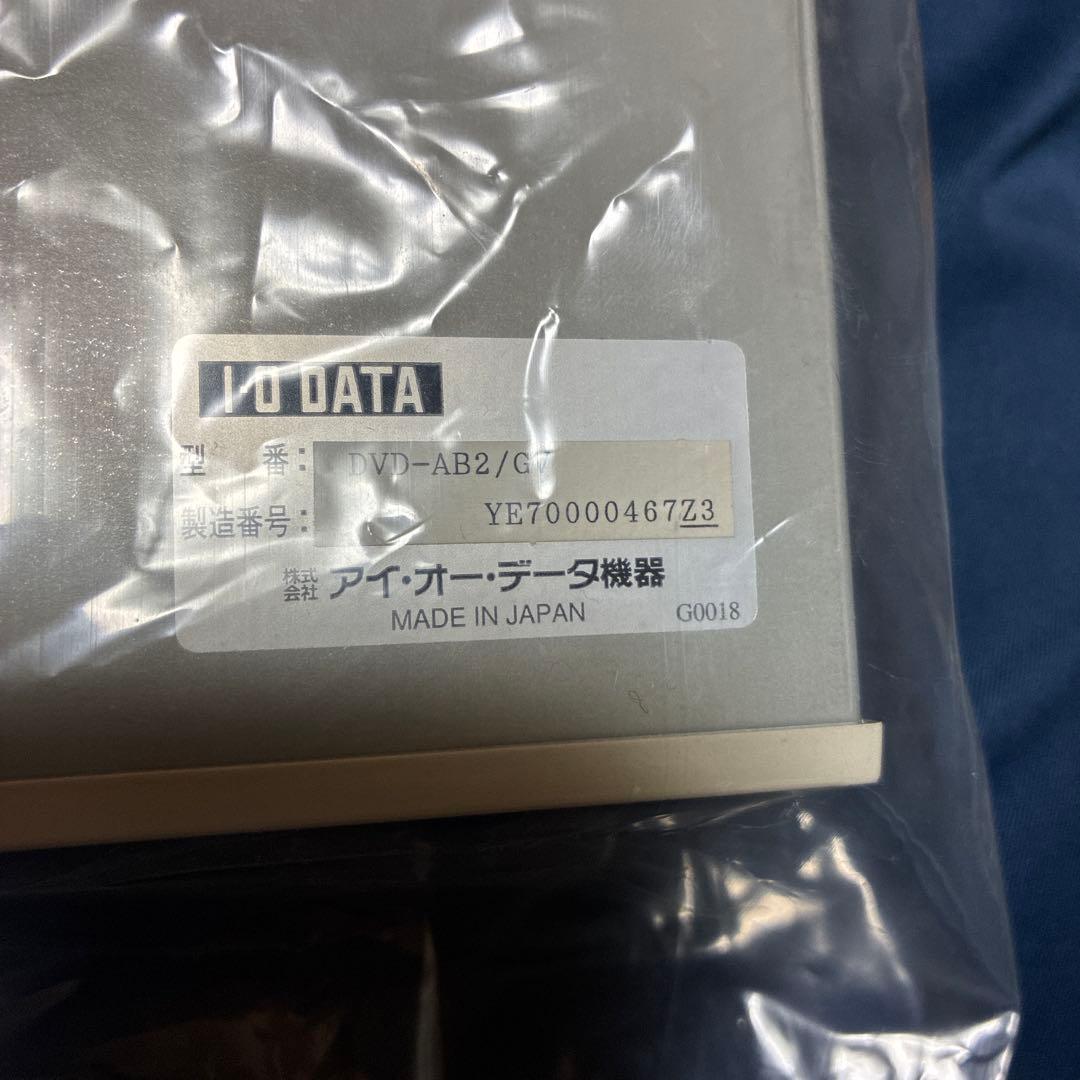 I·O DATA
型 番: DVD-AB2/GV
製造番号: YE70000467Z3
株式会社 アイ・オー・データ機器
MADE IN JAPAN G0018